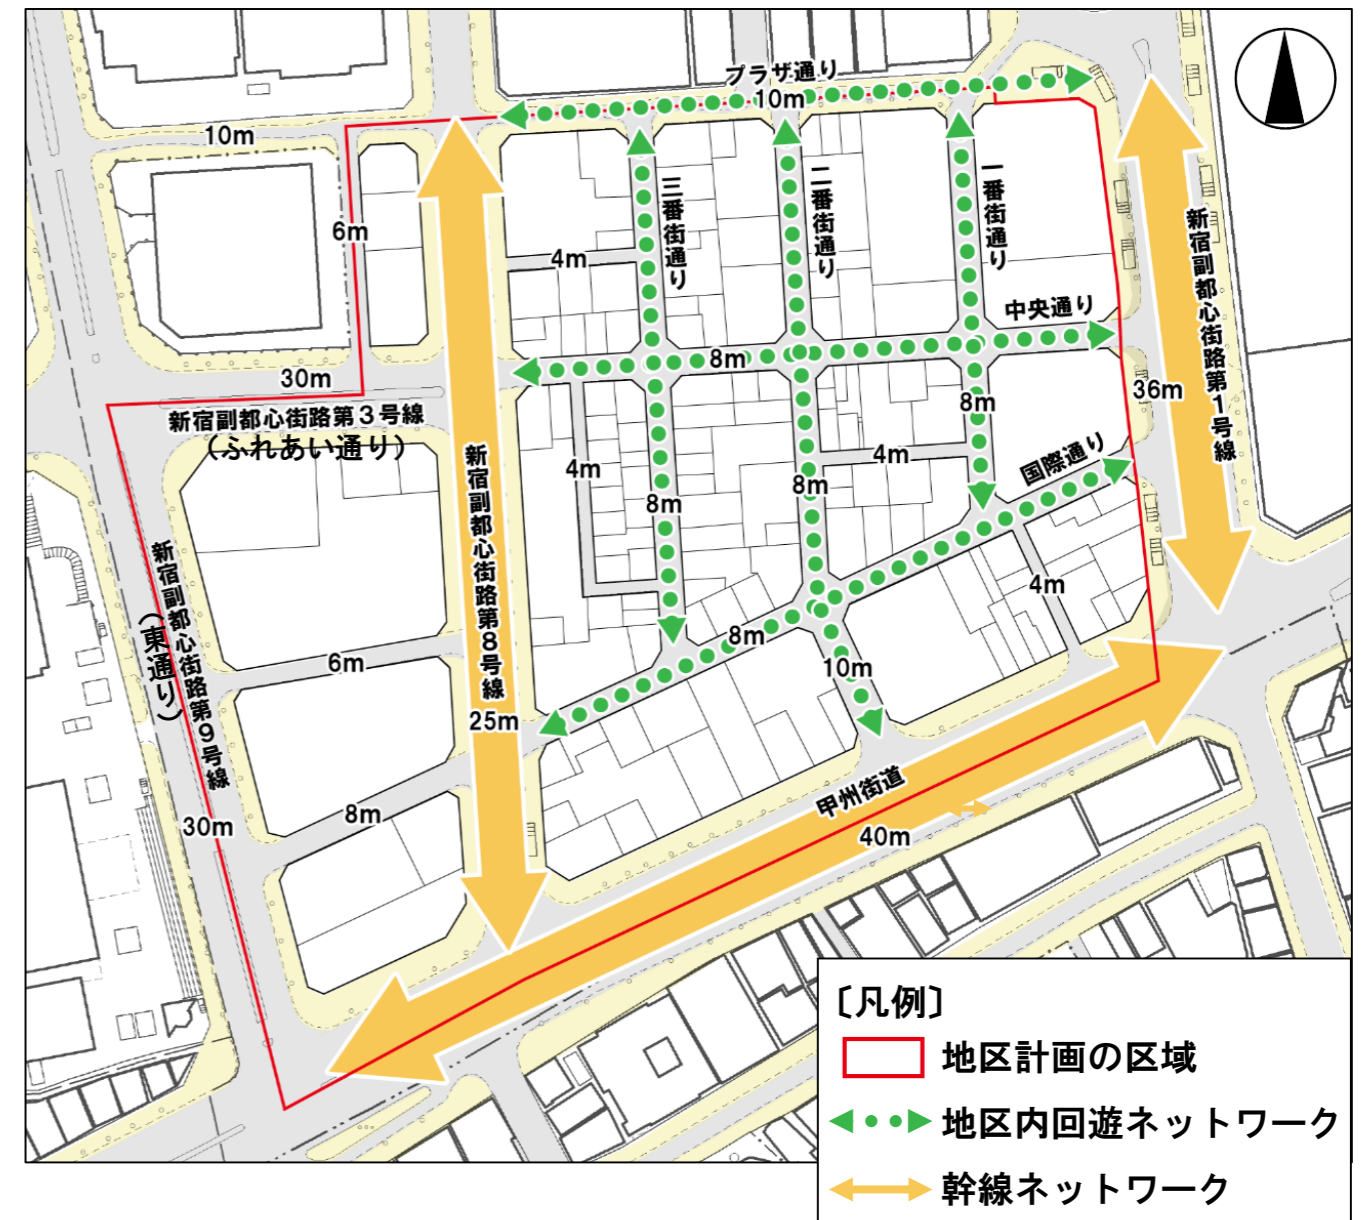 プラザ通り
10m
10m
6m
三番街通り
二番街通り
一番街通り
新宿副都心街路第1号線
4m
中央通り
8m
30m
36m
新宿副都心街路第3号線
(ふれあい通り)
8m
新宿副都心街路第8号線
4m
4m
国際通り
8m
8m
新宿副都心街路第9号線
(東通り)
4m
8m
6m
10m
25m
甲州街道
8m
30m
40m
〔凡例〕
地区計画の区域
地区内回遊ネットワーク
幹線ネットワーク